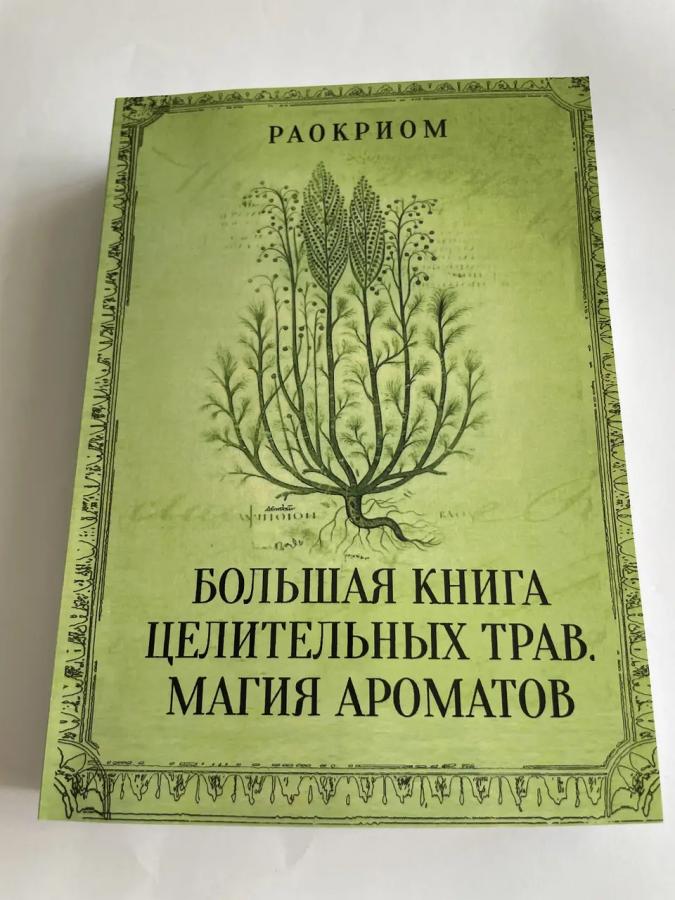 РАОКРИОМ
БОЛЬШАЯ КНИГА
ЦЕЛИТЕЛЬНЫХ ТРАВ.
МАГИЯ АРОМАТОВ